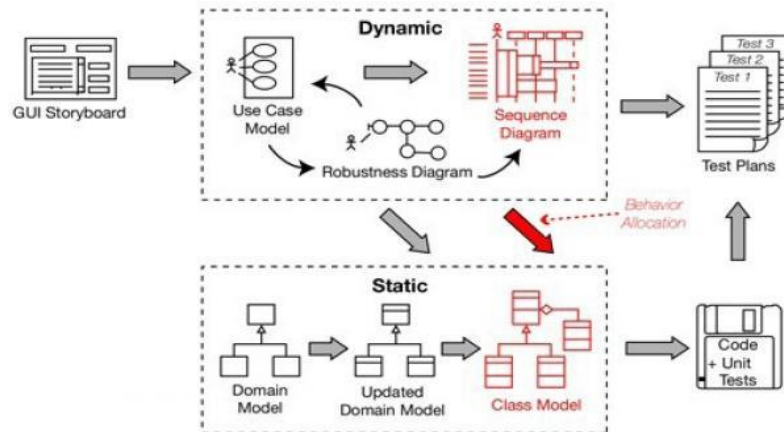 Dynamic
Test 3
Test 2
Test 1
GUI Storyboard
Use Case
Model
Sequence
Diagram
Robustness Diagram
Test Plans
Behavior
Allocation
Static
Domain
Model
Updated
Domain Model
Class Model
Code
+ Unit
Tests